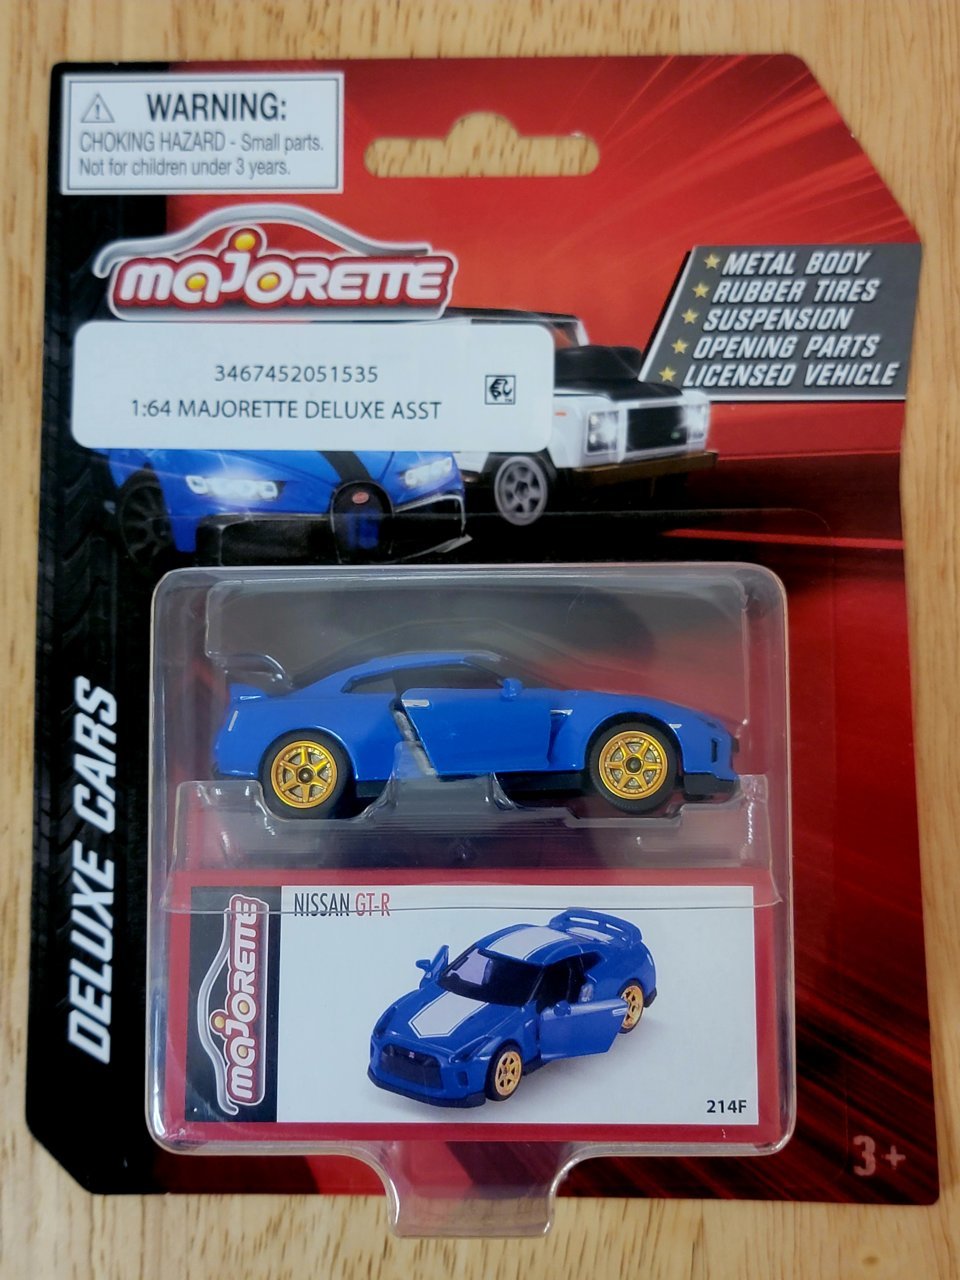 WARNING:
CHOKING HAZARD - Small parts.
Not for children under 3 years.
majorette
METAL BODY
RUBBER TIRES
SUSPENSION
OPENING PARTS
LICENSED VEHICLE
3467452051535
1:64 MAJORETTE DELUXE ASST
DELUXE CARS
majorette
NISSAN GT-R
214F
3+